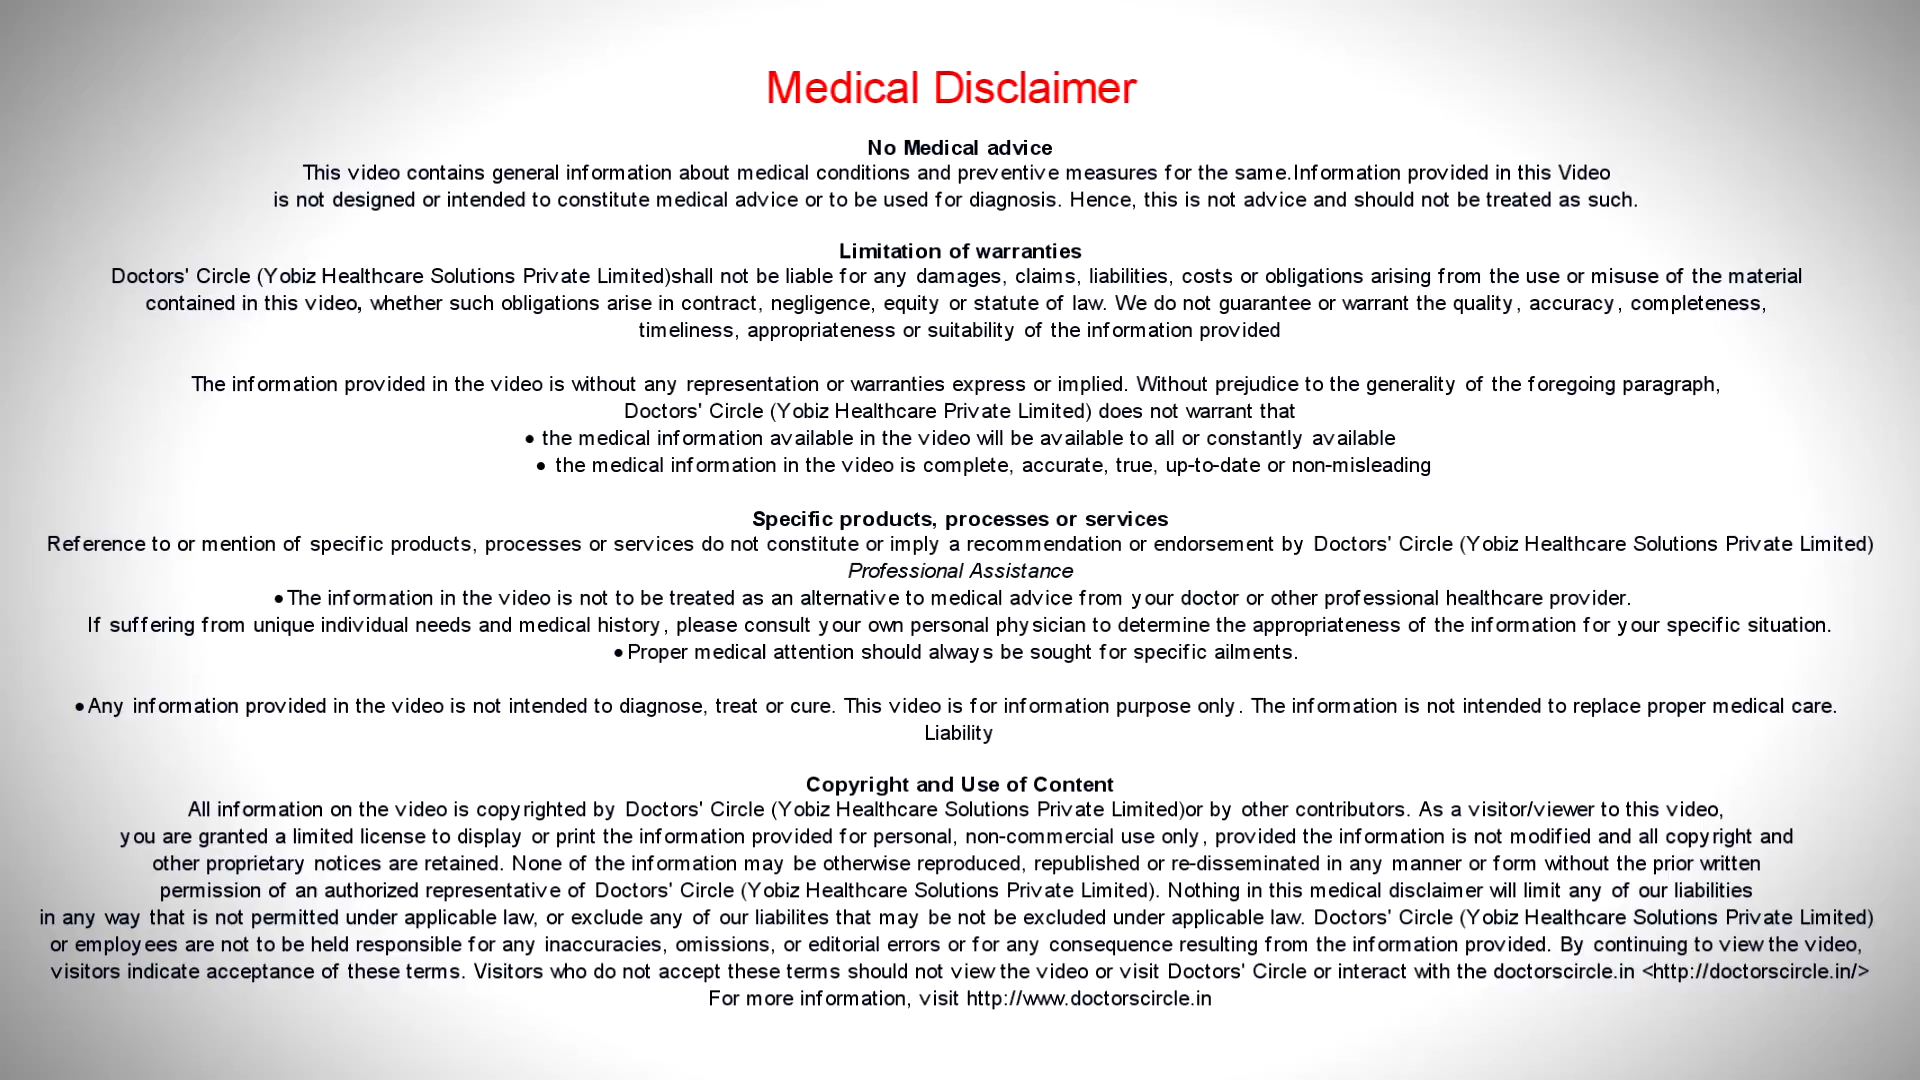 Medical Disclaimer
No Medical advice
This video contains general information about medical conditions and preventive measures for the same.Information provided in this Video
is not designed or intended to constitute medical advice or to be used for diagnosis. Hence, this is not advice and should not be treated as such.
Limitation of warranties
Doctors' Circle (Yobiz Healthcare Solutions Private Limited)shall not be liable for any damages, claims, liabilities, costs or obligations arising from the use or misuse of the material
contained in this video, whether such obligations arise in contract, negligence, equity or statute of law. We do not guarantee or warrant the quality, accuracy, completeness,
timeliness, appropriateness or suitability of the information provided
The information provided in the video is without any representation or warranties express or implied. Without prejudice to the generality of the foregoing paragraph,
Doctors' Circle (Yobiz Healthcare Private Limited) does not warrant that
• the medical information available in the video will be available to all or constantly available
• the medical information in the video is complete, accurate, true, up-to-date or non-misleading
Specific products, processes or services
Reference to or mention of specific products, processes or services do not constitute or imply a recommendation or endorsement by Doctors' Circle (Yobiz Healthcare Solutions Private Limited)
Professional Assistance
•The information in the video is not to be treated as an alternative to medical advice from your doctor or other professional healthcare provider.
If suffering from unique individual needs and medical history, please consult your own personal physician to determine the appropriateness of the information for your specific situation.
•Proper medical attention should always be sought for specific ailments.
•Any information provided in the video is not intended to diagnose, treat or cure. This video is for information purpose only. The information is not intended to replace proper medical care.
Liability
Copyright and Use of Content
All information on the video is copyrighted by Doctors' Circle (Yobiz Healthcare Solutions Private Limited)or by other contributors. As a visitor/viewer to this video,
you are granted a limited license to display or print the information provided for personal, non-commercial use only, provided the information is not modified and all copyright and
other proprietary notices are retained. None of the information may be otherwise reproduced, republished or re-disseminated in any manner or form without the prior written
permission of an authorized representative of Doctors' Circle (Yobiz Healthcare Solutions Private Limited). Nothing in this medical disclaimer will limit any of our liabilities
in any way that is not permitted under applicable law, or exclude any of our liabilites that may be not be excluded under applicable law. Doctors' Circle (Yobiz Healthcare Solutions Private Limited)
or employees are not to be held responsible for any inaccuracies, omissions, or editorial errors or for any consequence resulting from the information provided. By continuing to view the video,
visitors indicate acceptance of these terms. Visitors who do not accept these terms should not view the video or visit Doctors' Circle or interact with the doctorscircle.in <http://doctorscircle.in/>
For more information, visit http://www.doctorscircle.in